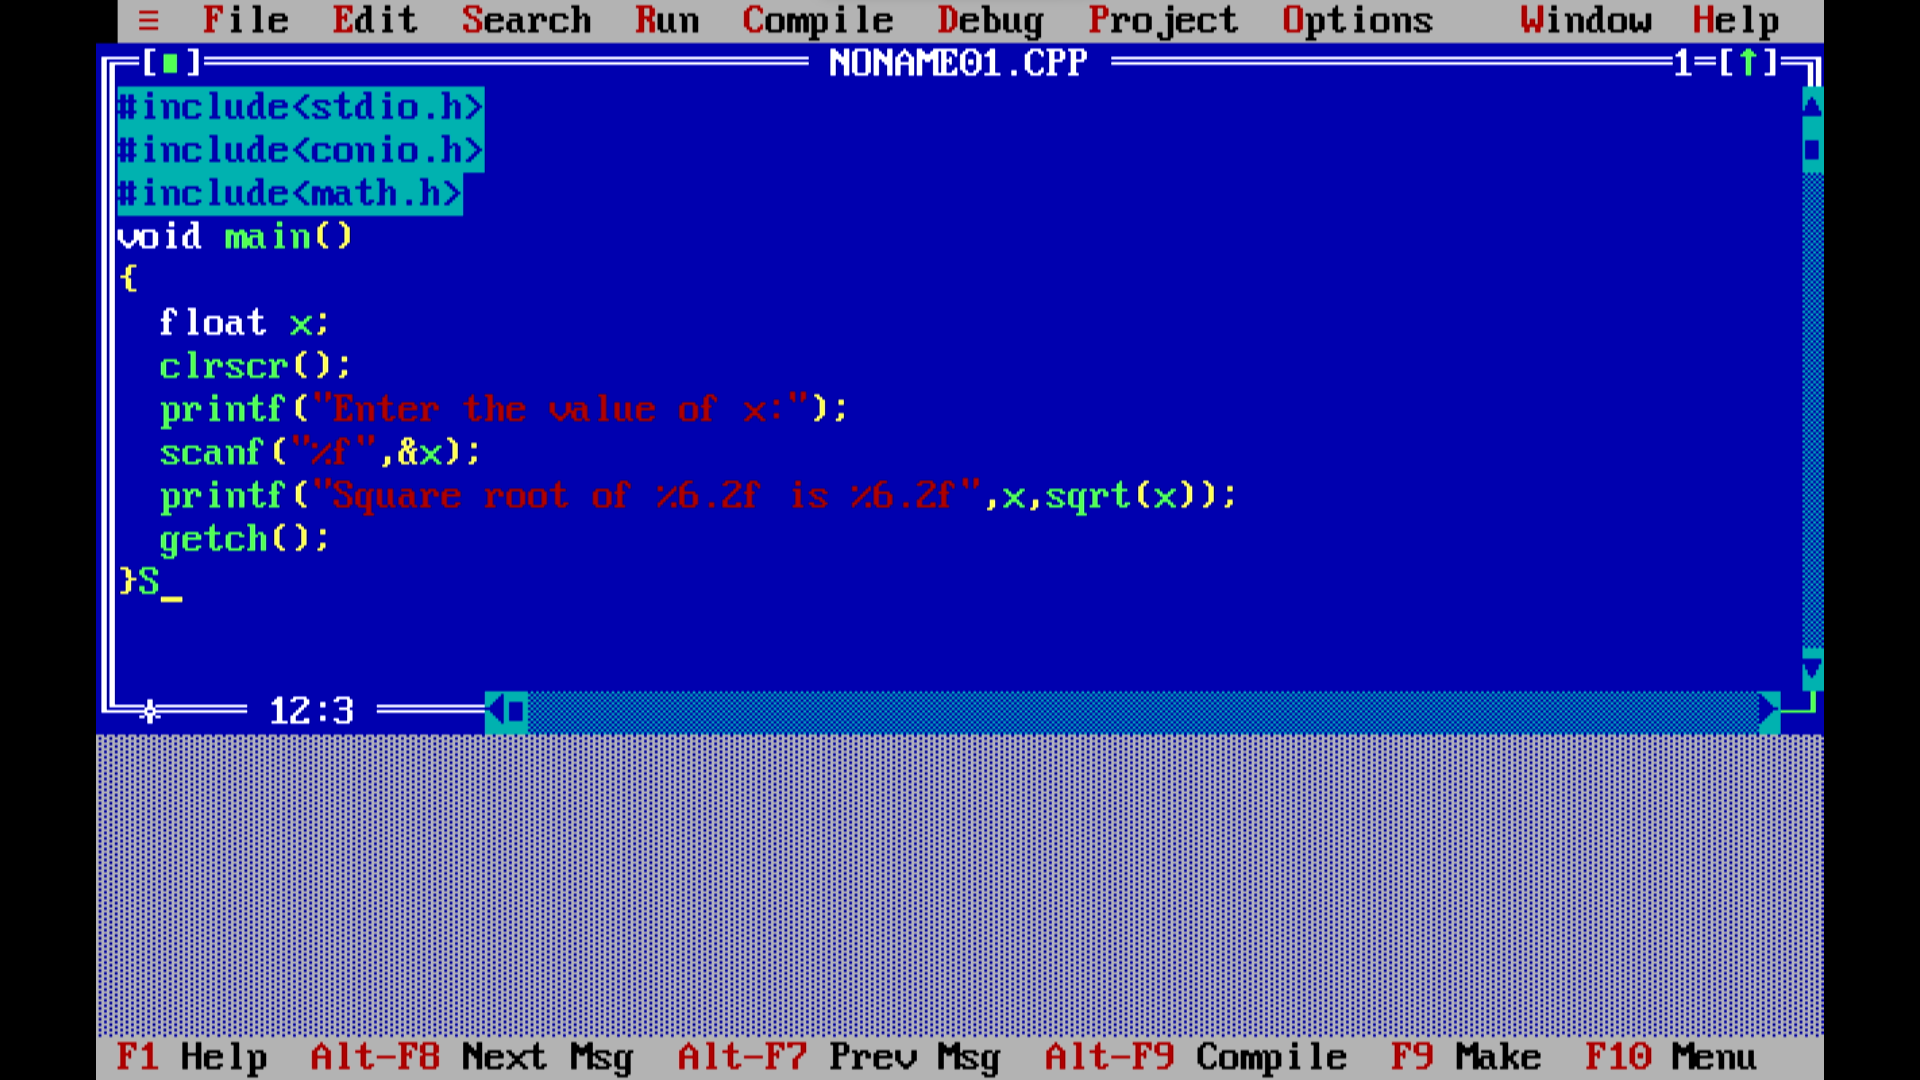 ≡ File Edit Search Run Compile Debug Project Options Window Help
[■] NONAME01.CPP 1=[↑]
#include<stdio.h>
#include<conio.h>
#include<math.h>
void main()
{
  float x;
  clrscr();
  printf("Enter the value of x:");
  scanf("%f",&x);
  printf("Square root of %6.2f is %6.2f",x,sqrt(x));
  getch();
}S_
12:3
F1 Help Alt-F8 Next Msg Alt-F7 Prev Msg Alt-F9 Compile F9 Make F10 Menu